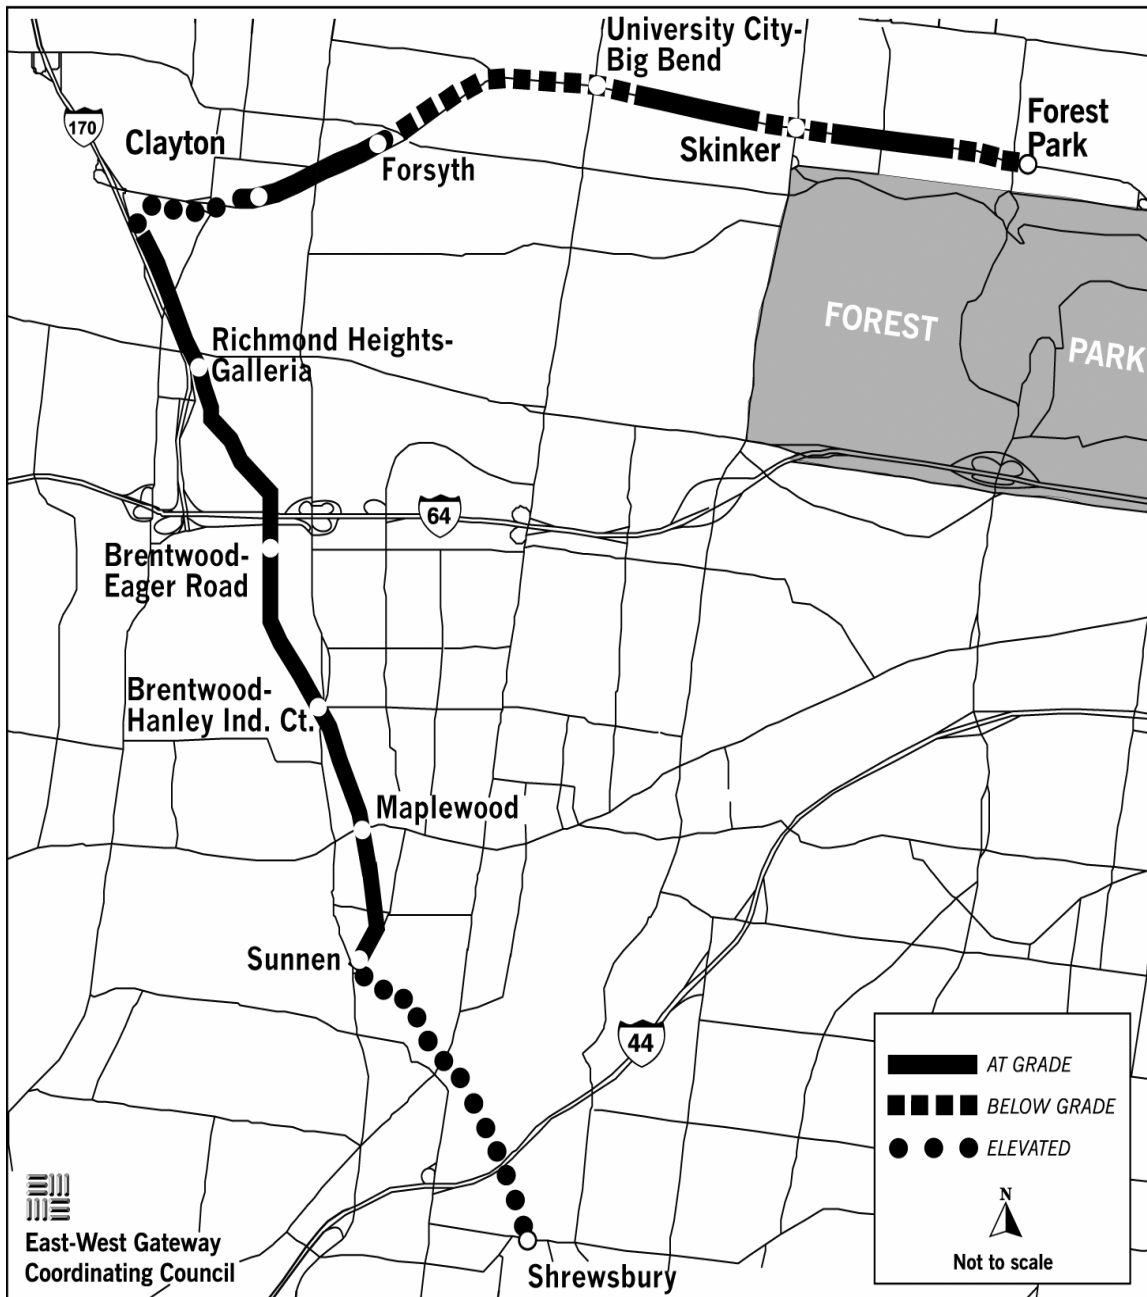 University City-
Big Bend
170
Clayton
Forsyth
Skinker
Forest
Park
Richmond Heights-
Galleria
FOREST
PARK
64
Brentwood-
Eager Road
Brentwood-
Hanley Ind. Ct.
Maplewood
Sunnen
44
AT GRADE
BELOW GRADE
ELEVATED
N
Not to scale
East-West Gateway
Coordinating Council
Shrewsbury